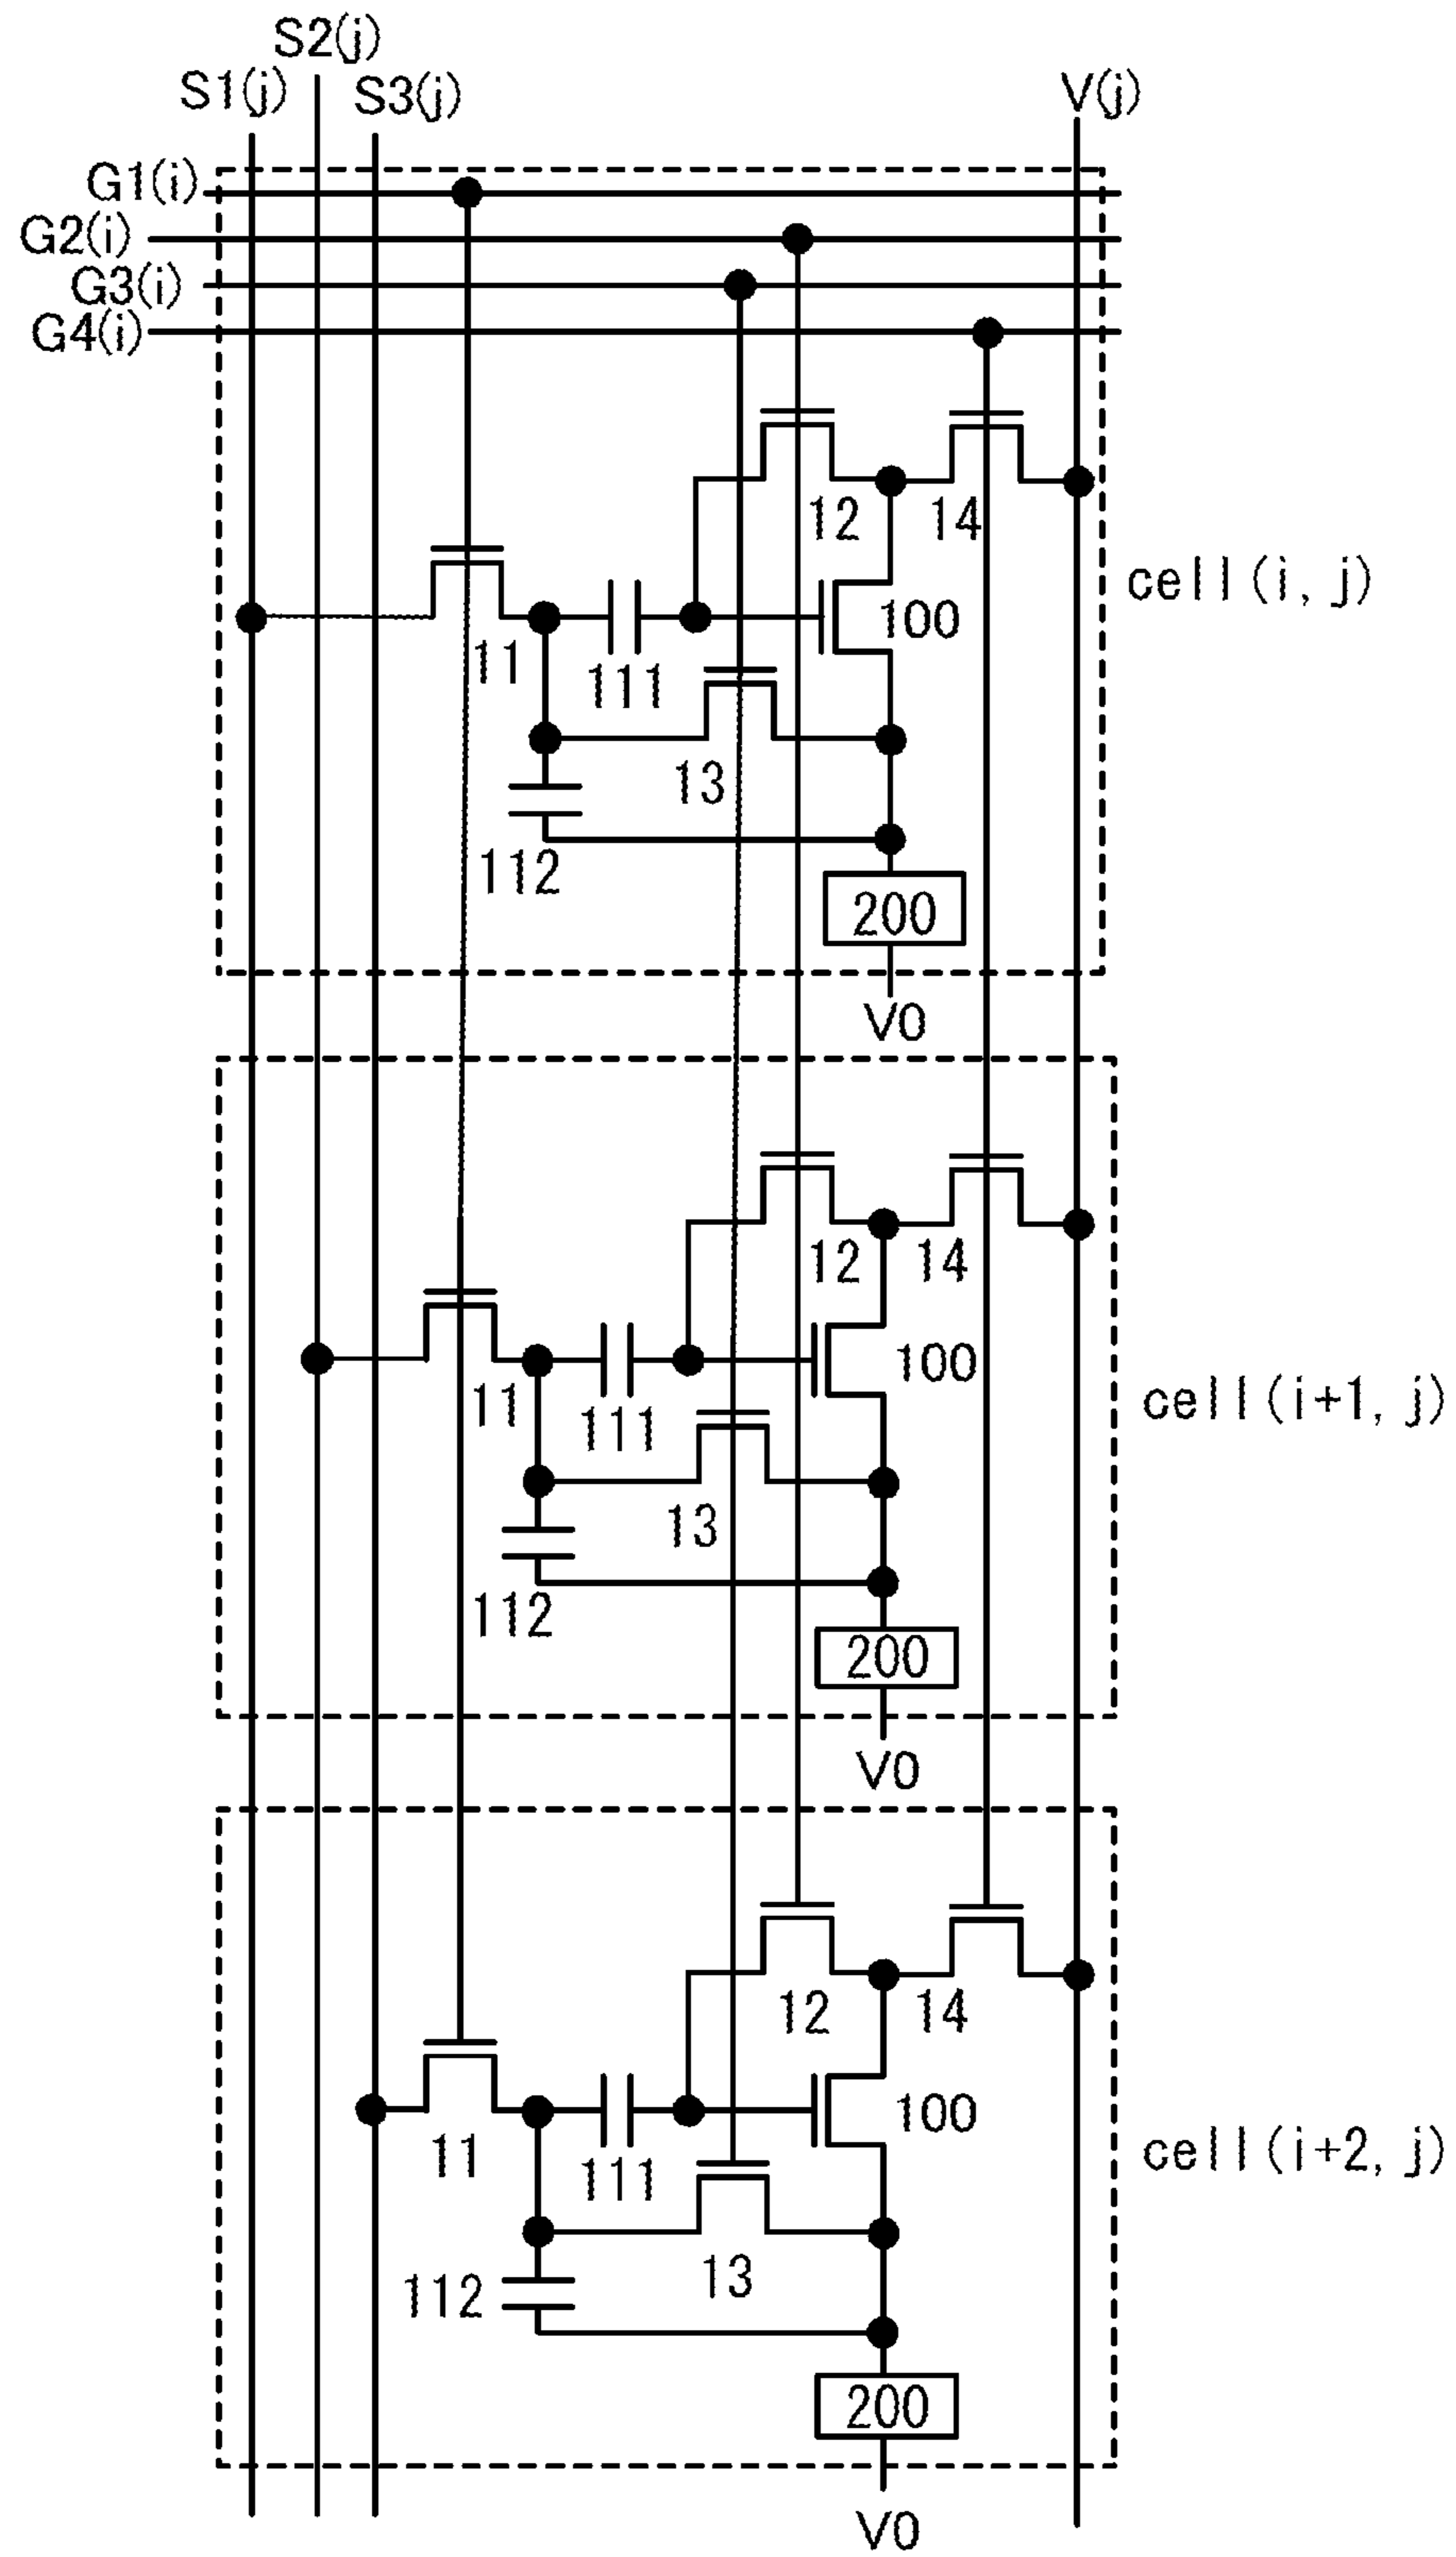 S2(j)
S1(j) S3(j) V(j)
G1(i)
G2(i)
G3(i)
G4(i)
12 14
cell(i, j)
100
11 111
13
112
200
V0
12 14
100
cell(i+1, j)
11 111
13
112
200
V0
12 14
100
cell(i+2, j)
11 111
13
112
200
V0